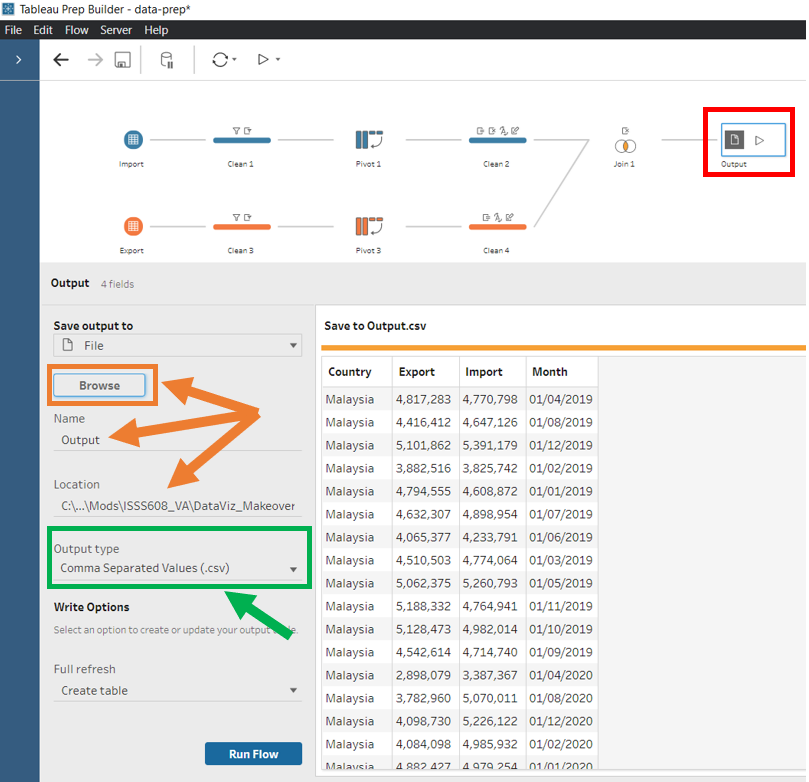 Tableau Prep Builder - data-prep*
File Edit Flow Server Help
Import Clean 1 Pivot 1 Clean 2 Join 1 Output
Export Clean 3 Pivot 3 Clean 4
Output 4 fields
Save output to
File
Browse
Name
Output
Location
C:\...\Mods\ISSS608_VA\DataViz_Makeover
Output type
Comma Separated Values (.csv)
Write Options
Select an option to create or update your output
Full refresh
Create table
Run Flow
Save to Output.csv
Country Export Import Month
Malaysia 4,817,283 4,770,798 01/04/2019
Malaysia 4,416,412 4,647,126 01/08/2019
Malaysia 5,101,862 5,391,179 01/12/2019
Malaysia 3,882,516 3,825,742 01/02/2019
Malaysia 4,794,555 4,608,872 01/01/2019
Malaysia 4,632,307 4,898,954 01/07/2019
Malaysia 4,065,377 4,233,791 01/06/2019
Malaysia 4,510,503 4,774,064 01/03/2019
Malaysia 5,062,375 5,260,793 01/05/2019
Malaysia 5,188,332 4,764,941 01/11/2019
Malaysia 5,128,473 4,982,014 01/10/2019
Malaysia 4,542,614 4,714,740 01/09/2019
Malaysia 2,898,079 3,387,367 01/04/2020
Malaysia 3,782,960 5,070,011 01/08/2020
Malaysia 4,098,730 5,226,122 01/12/2020
Malaysia 4,084,098 4,985,932 01/02/2020
Malaysia 4,882,427 4,979,254 01/01/2020